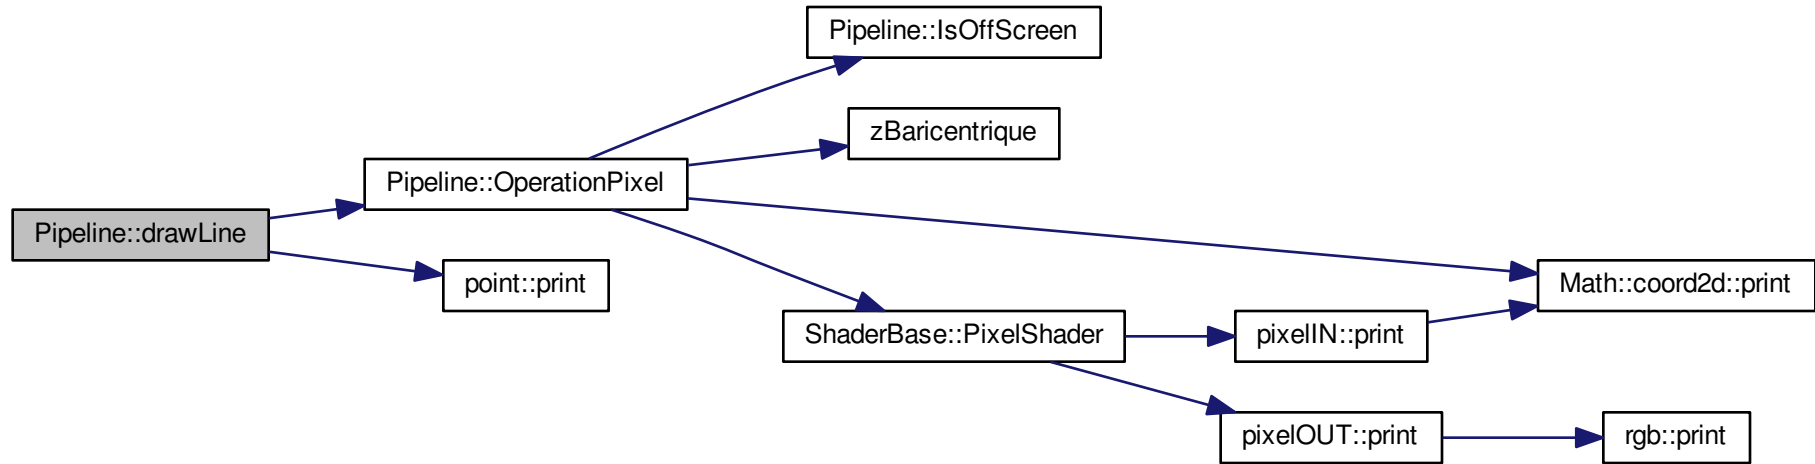 Pipeline::IsOffScreen
zBaricentrique
Pipeline::OperationPixel
Pipeline::drawLine
point::print
Math::coord2d::print
ShaderBase::PixelShader
pixelIN::print
pixelOUT::print
rgb::print